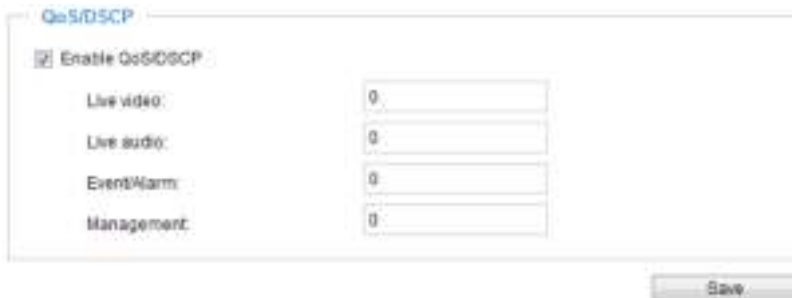 QoS/DSCP
Enable QoS/DSCP
Live video: 0
Live audio: 0
Event/Alarm: 0
Management: 0
Save